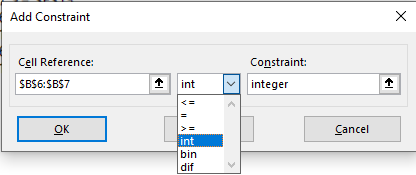 Add Constraint
Cell Reference:
Constraint:
$B$6:$B$7
int
integer
<=
=
>=
int
bin
dif
OK
Cancel